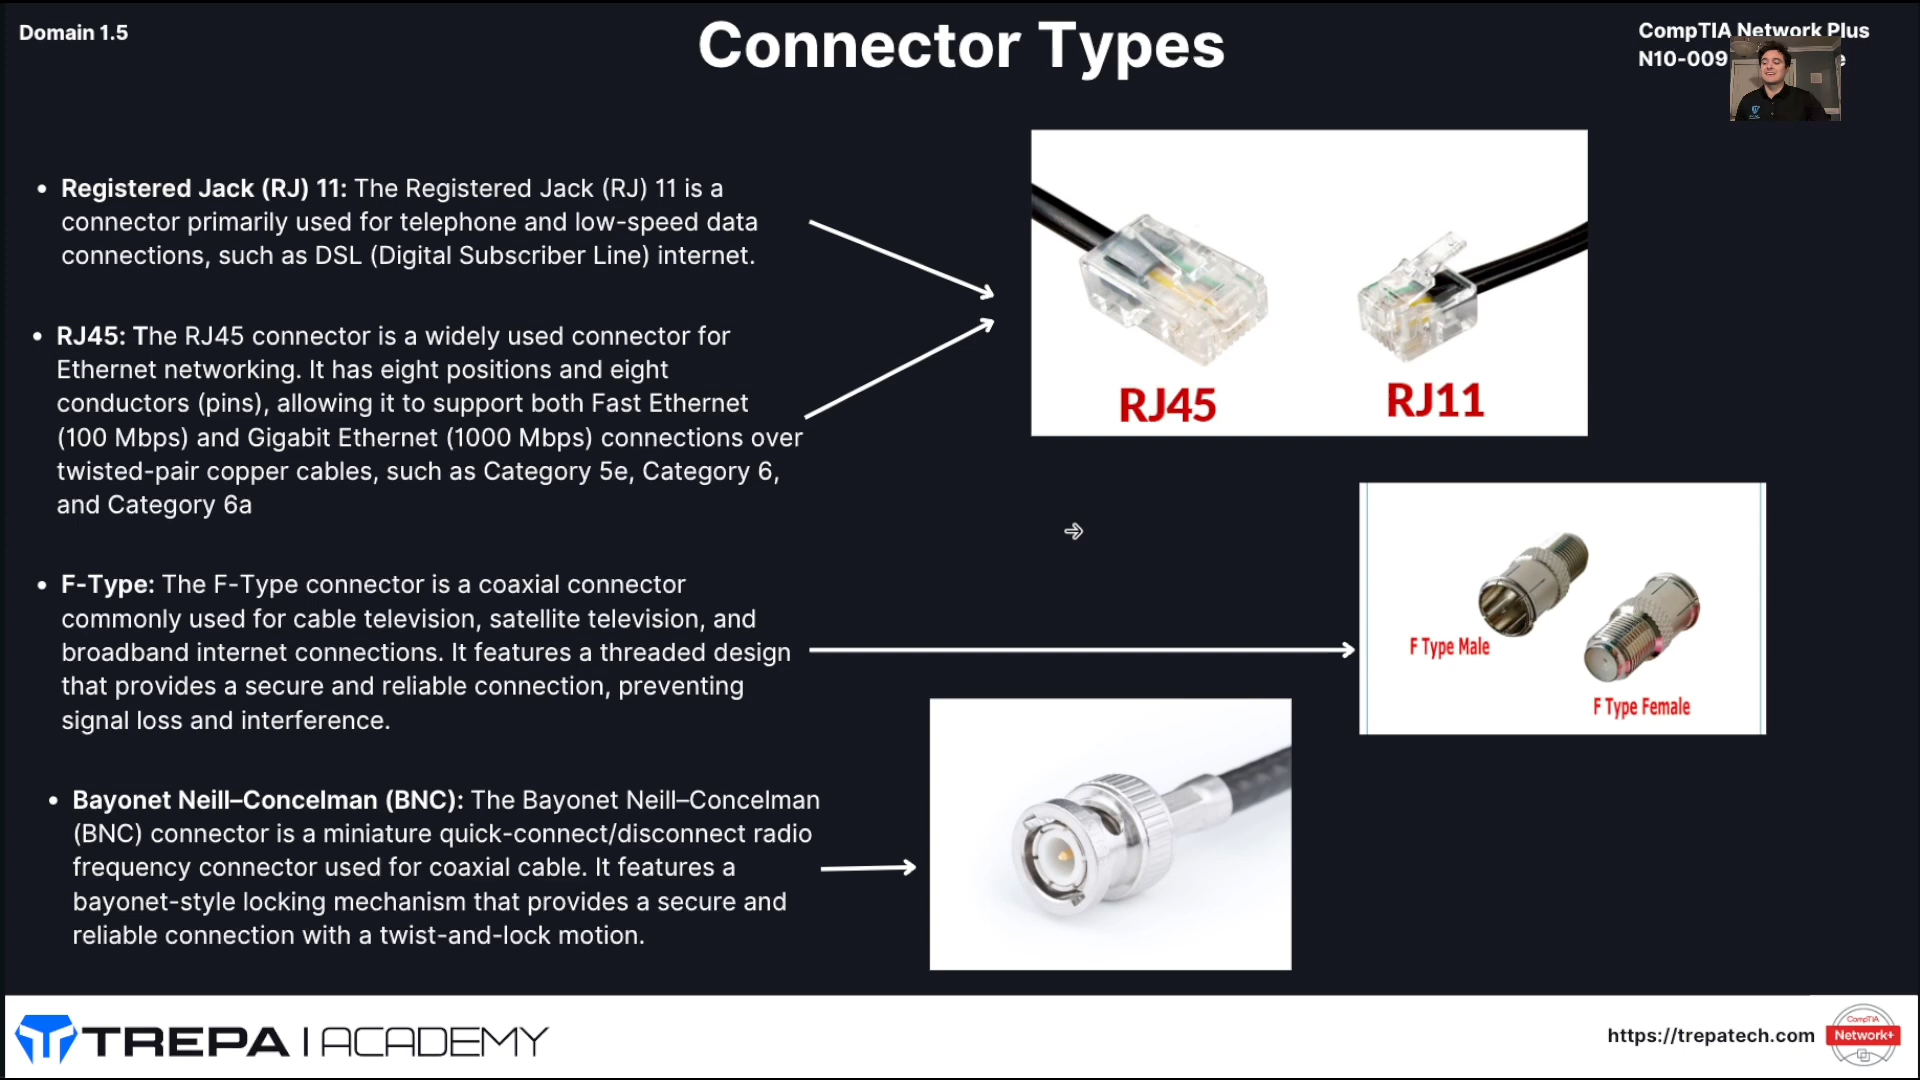 Domain 1.5
Connector Types
CompTIA Network Plus
N10-009
• Registered Jack (RJ) 11: The Registered Jack (RJ) 11 is a
connector primarily used for telephone and low-speed data
connections, such as DSL (Digital Subscriber Line) internet.
• RJ45: The RJ45 connector is a widely used connector for
Ethernet networking. It has eight positions and eight
conductors (pins), allowing it to support both Fast Ethernet
(100 Mbps) and Gigabit Ethernet (1000 Mbps) connections over
twisted-pair copper cables, such as Category 5e, Category 6,
and Category 6a
• F-Type: The F-Type connector is a coaxial connector
commonly used for cable television, satellite television, and
broadband internet connections. It features a threaded design
that provides a secure and reliable connection, preventing
signal loss and interference.
• Bayonet Neill–Concelman (BNC): The Bayonet Neill–Concelman
(BNC) connector is a miniature quick-connect/disconnect radio
frequency connector used for coaxial cable. It features a
bayonet-style locking mechanism that provides a secure and
reliable connection with a twist-and-lock motion.
RJ45
RJ11
F Type Male
F Type Female
TREPA | ACADEMY
https://trepatech.com
CompTIA
Network+